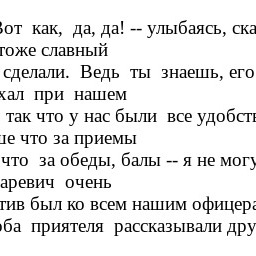 Вот как, да, да! -- улыбаясь, ска
тоже славный
сделали. Ведь ты знаешь, его
хал при нашем
так что у нас были все удобст
ше что за приемы
что за обеды, балы -- я не могу
аревич очень
тив был ко всем нашим офицера
ба приятеля рассказывали дру